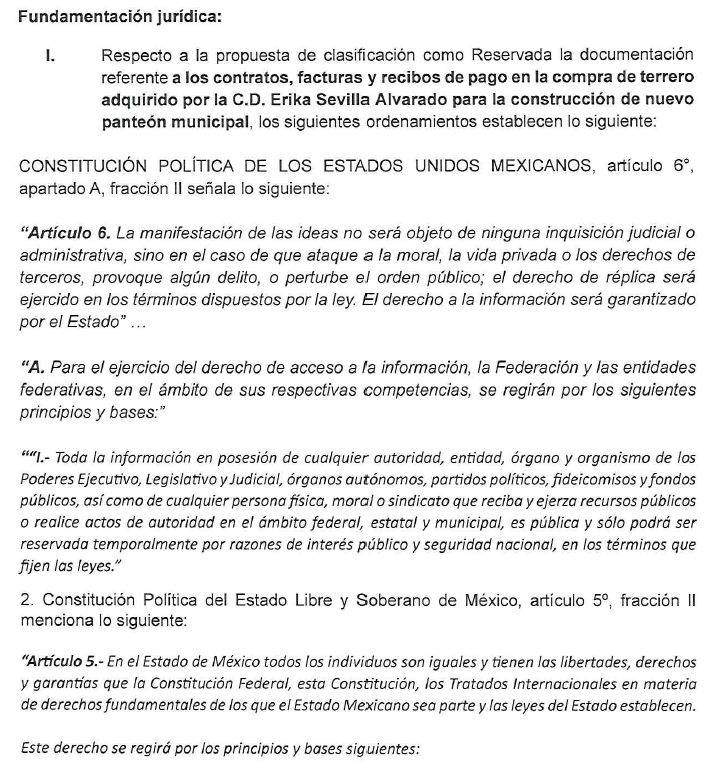 Fundamentación jurídica:
I. Respecto a la propuesta de clasificación como Reservada la documentación
referente a los contratos, facturas y recibos de pago en la compra de terrero
adquirido por la C.D. Erika Sevilla Alvarado para la construcción de nuevo
panteón municipal, los siguientes ordenamientos establecen lo siguiente:
CONSTITUCIÓN POLÍTICA DE LOS ESTADOS UNIDOS MEXICANOS, artículo 6°,
apartado A, fracción II señala lo siguiente:
“Artículo 6. La manifestación de las ideas no será objeto de ninguna inquisición judicial o
administrativa, sino en el caso de que ataque a la moral, la vida privada o los derechos de
terceros, provoque algún delito, o perturbe el orden público; el derecho de réplica será
ejercido en los términos dispuestos por la ley. El derecho a la información será garantizado
por el Estado” …
“A. Para el ejercicio del derecho de acceso a la información, la Federación y las entidades
federativas, en el ámbito de sus respectivas competencias, se regirán por los siguientes
principios y bases:”
““I.- Toda la información en posesión de cualquier autoridad, entidad, órgano y organismo de los
Poderes Ejecutivo, Legislativo y Judicial, órganos autónomos, partidos políticos, fideicomisos y fondos
públicos, así como de cualquier persona física, moral o sindicato que reciba y ejerza recursos públicos
o realice actos de autoridad en el ámbito federal, estatal y municipal, es pública y sólo podrá ser
reservada temporalmente por razones de interés público y seguridad nacional, en los términos que
fijen las leyes.”
2. Constitución Política del Estado Libre y Soberano de México, artículo 5º, fracción II
menciona lo siguiente:
“Artículo 5.- En el Estado de México todos los individuos son iguales y tienen las libertades, derechos
y garantías que la Constitución Federal, esta Constitución, los Tratados Internacionales en materia
de derechos fundamentales de los que el Estado Mexicano sea parte y las leyes del Estado establecen.
Este derecho se regirá por los principios y bases siguientes: